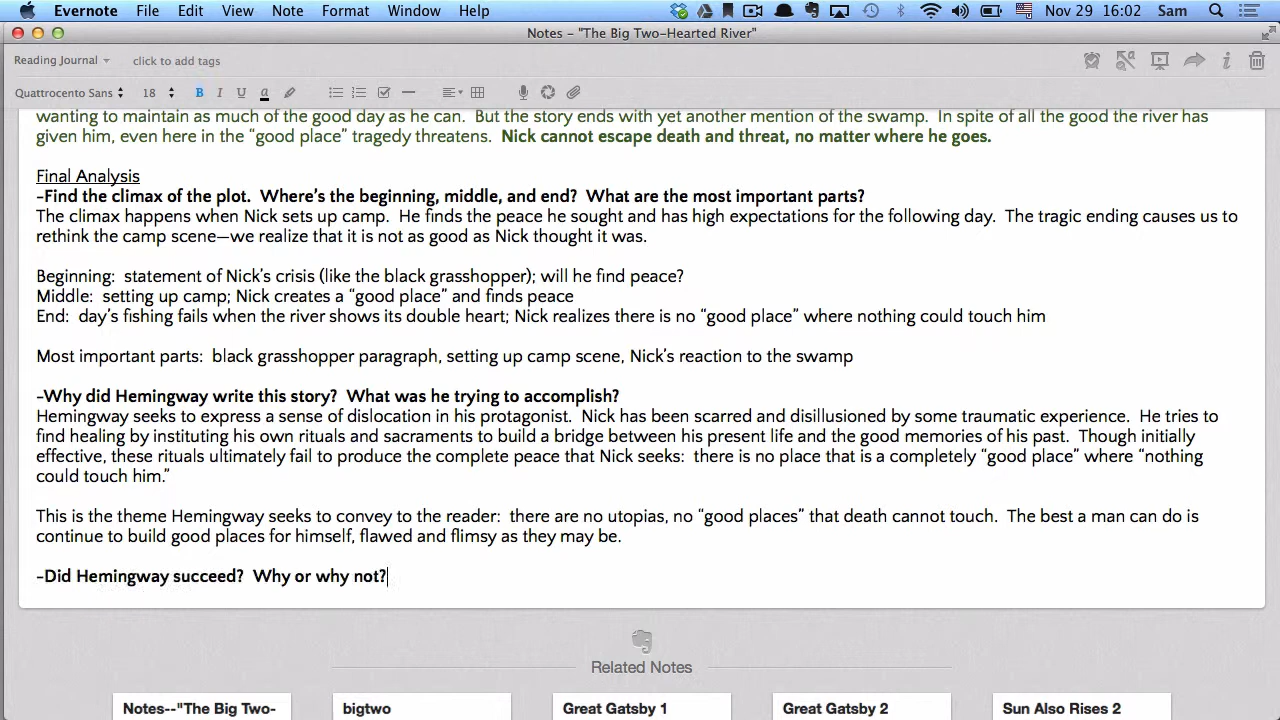 Evernote File Edit View Note Format Window Help Nov 29 16:02 Sam
Notes - "The Big Two-Hearted River"
Reading Journal click to add tags
Quattrocento Sans 18 B I U a
wanting to maintain as much of the good day as he can.  But the story ends with yet another mention of the swamp.  In spite of all the good the river has
given him, even here in the “good place” tragedy threatens.  Nick cannot escape death and threat, no matter where he goes.
Final Analysis
-Find the climax of the plot.  Where’s the beginning, middle, and end?  What are the most important parts?
The climax happens when Nick sets up camp.  He finds the peace he sought and has high expectations for the following day.  The tragic ending causes us to
rethink the camp scene—we realize that it is not as good as Nick thought it was.
Beginning:  statement of Nick’s crisis (like the black grasshopper); will he find peace?
Middle:  setting up camp; Nick creates a “good place” and finds peace
End:  day’s fishing fails when the river shows its double heart; Nick realizes there is no “good place” where nothing could touch him
Most important parts:  black grasshopper paragraph, setting up camp scene, Nick’s reaction to the swamp
-Why did Hemingway write this story?  What was he trying to accomplish?
Hemingway seeks to express a sense of dislocation in his protagonist.  Nick has been scarred and disillusioned by some traumatic experience.  He tries to
find healing by instituting his own rituals and sacraments to build a bridge between his present life and the good memories of his past.  Though initially
effective, these rituals ultimately fail to produce the complete peace that Nick seeks:  there is no place that is a completely “good place” where “nothing
could touch him.”
This is the theme Hemingway seeks to convey to the reader:  there are no utopias, no “good places” that death cannot touch.  The best a man can do is
continue to build good places for himself, flawed and flimsy as they may be.
-Did Hemingway succeed?  Why or why not?
Related Notes
Notes--"The Big Two- bigtwo Great Gatsby 1 Great Gatsby 2 Sun Also Rises 2